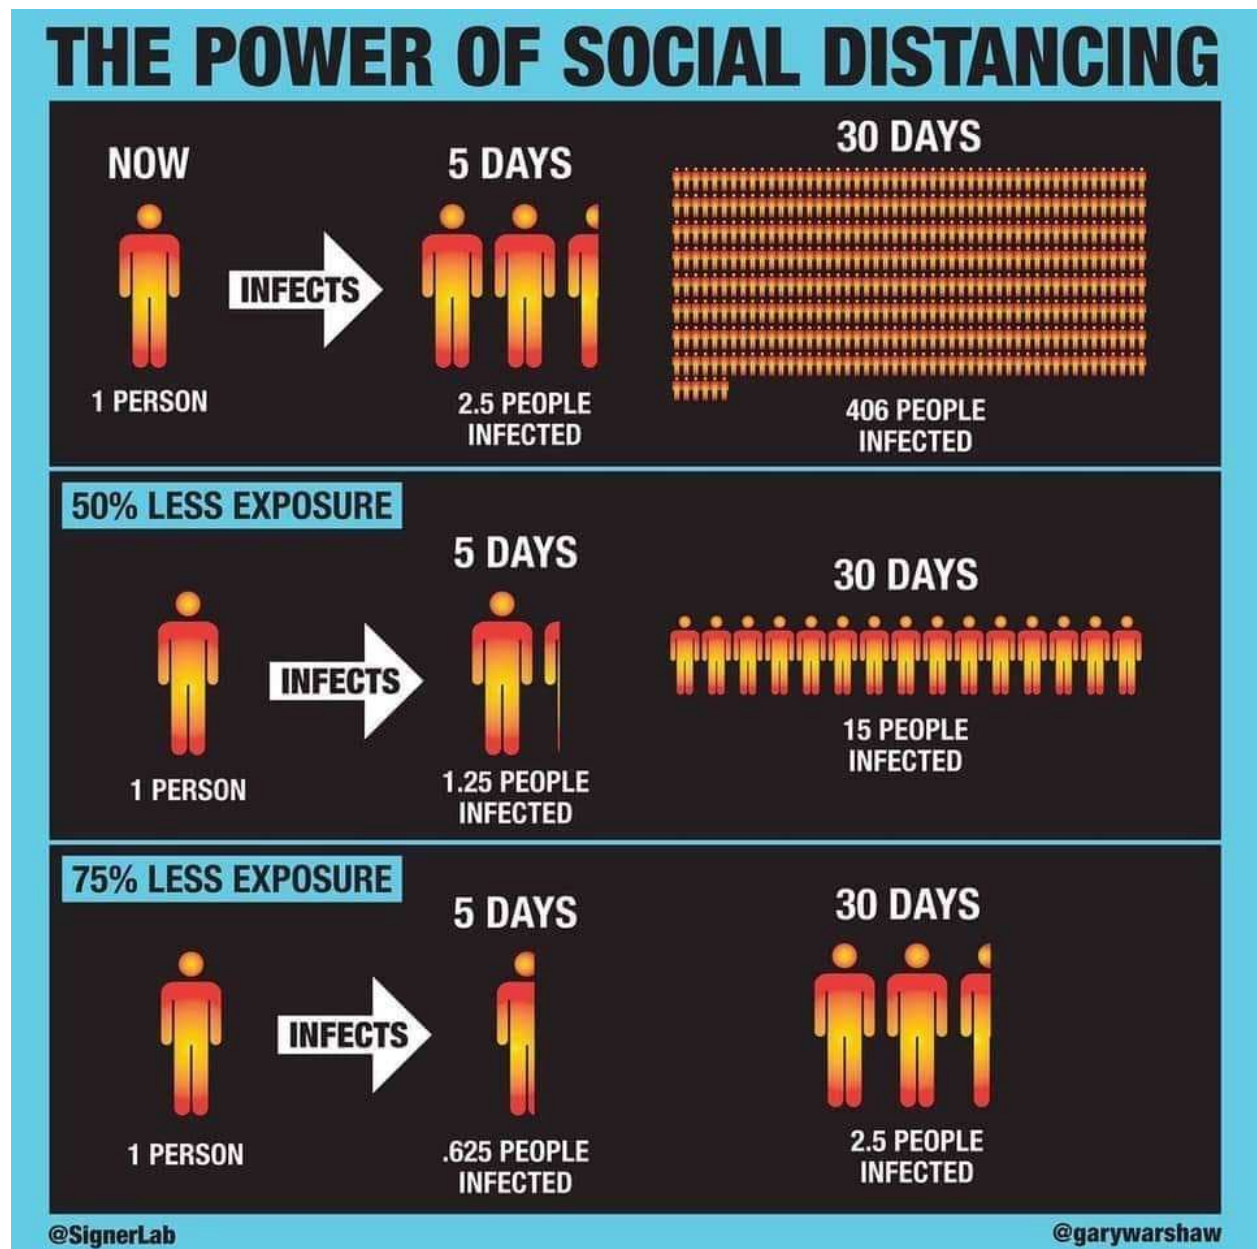 THE POWER OF SOCIAL DISTANCING
NOW
INFECTS
1 PERSON
5 DAYS
2.5 PEOPLE
INFECTED
30 DAYS
406 PEOPLE
INFECTED
50% LESS EXPOSURE
INFECTS
1 PERSON
5 DAYS
1.25 PEOPLE
INFECTED
30 DAYS
15 PEOPLE
INFECTED
75% LESS EXPOSURE
INFECTS
1 PERSON
5 DAYS
.625 PEOPLE
INFECTED
30 DAYS
2.5 PEOPLE
INFECTED
@SignerLab
@garywarshaw